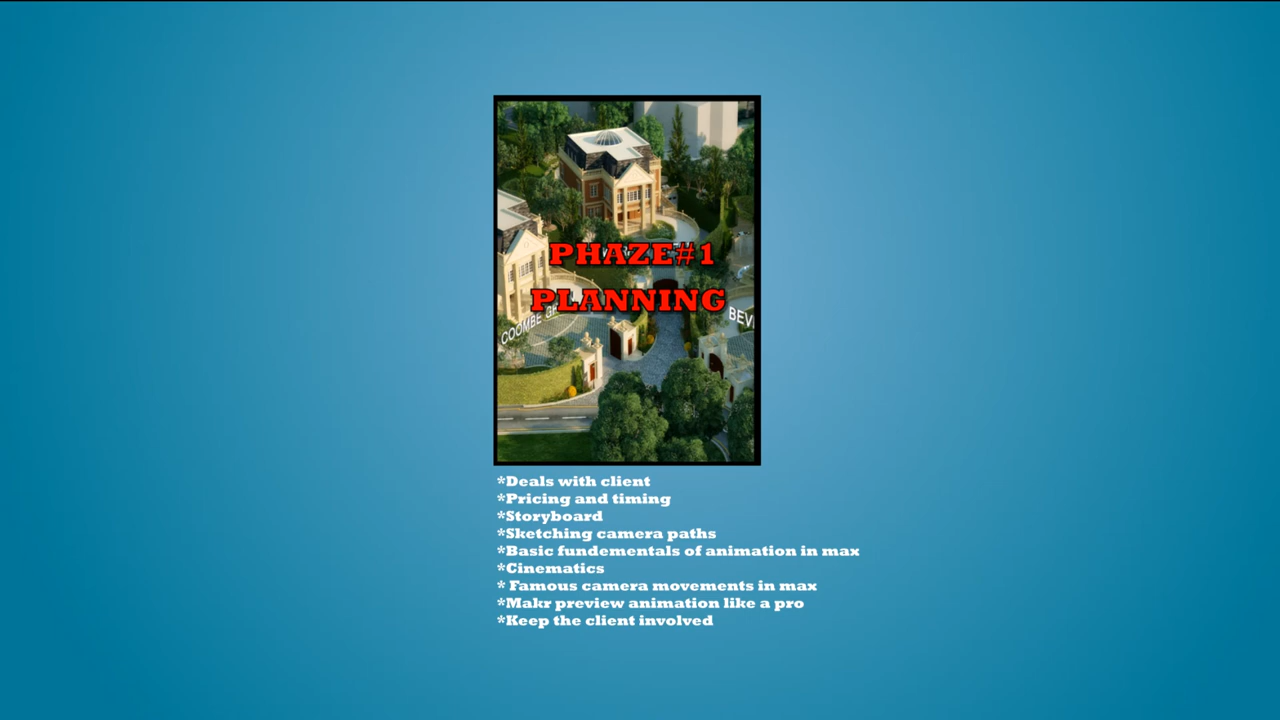 PHAZE#1
PLANNING
COOMBE
BEV
*Deals with client
*Pricing and timing
*Storyboard
*Sketching camera paths
*Basic fundementals of animation in max
*Cinematics
* Famous camera movements in max
*Makr preview animation like a pro
*Keep the client involved